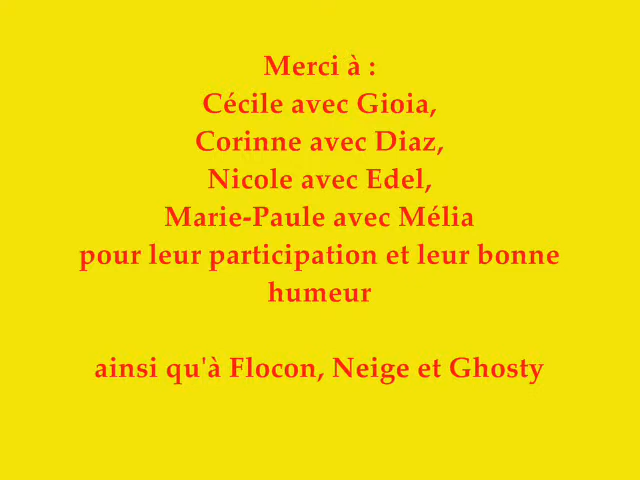 Merci à :
Cécile avec Gioia,
Corinne avec Diaz,
Nicole avec Edel,
Marie-Paule avec Mélia
pour leur participation et leur bonne
humeur
ainsi qu'à Flocon, Neige et Ghosty